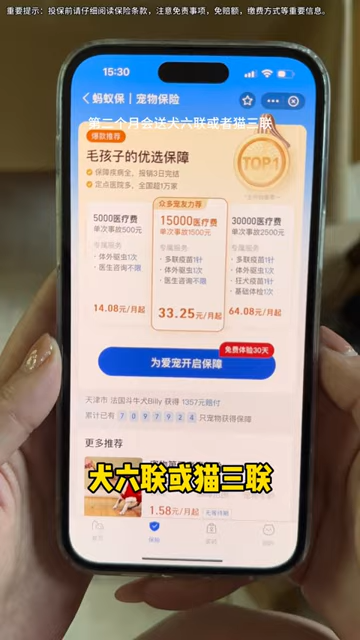 重要提示：投保前请仔细阅读保险条款，注意免责事项，免赔额，缴费方式等重要信息。
15:30
蚂蚁保 | 宠物保险
第二个月会送犬六联或者猫三联
爆款推荐
毛孩子的优选保障
保障疾病全，报销3日完结
定点医院多，全国超1万家
TOP1
众多宠友力荐
5000医疗费
单次事故500元
专属服务
体外驱虫1次
医生咨询不限
14.08元/月起
15000医疗费
单次事故1500元
专属服务
多联疫苗1针
体外驱虫1次
医生咨询不限
33.25元/月起
30000医疗费
单次事故2500元
专属服务
多联疫苗1针
体外驱虫1次
狂犬疫苗1针
基础体检1次
64.08元/月起
免费体验30天
为爱宠开启保障
天津市 法国斗牛犬Billy 获得 1357元赔付
累计已有 7097924 只宠物获得保障
更多推荐
犬六联或猫三联
1.58元/月起
首页
保险
我的